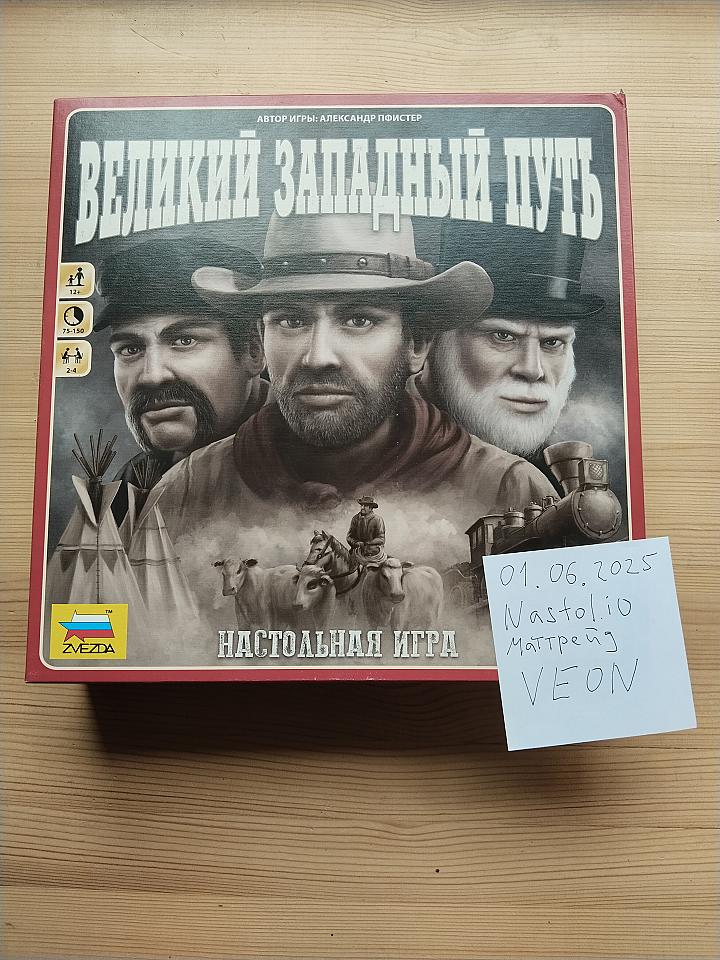 АВТОР ИГРЫ: АЛЕКСАНДР ПФИСТЕР
ВЕЛИКИЙ ЗАПАДНЫЙ ПУТЬ
12+
75-150
2-4
TM
ZVEZDA
НАСТОЛЬНАЯ ИГРА
01.06.2025
Nastol.io
Маттрейд
VEON